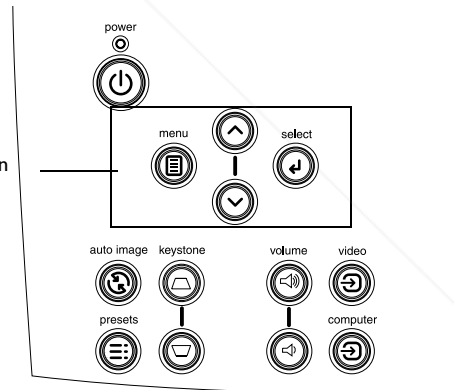 power
menu
select
n
auto image keystone volume video
presets computer